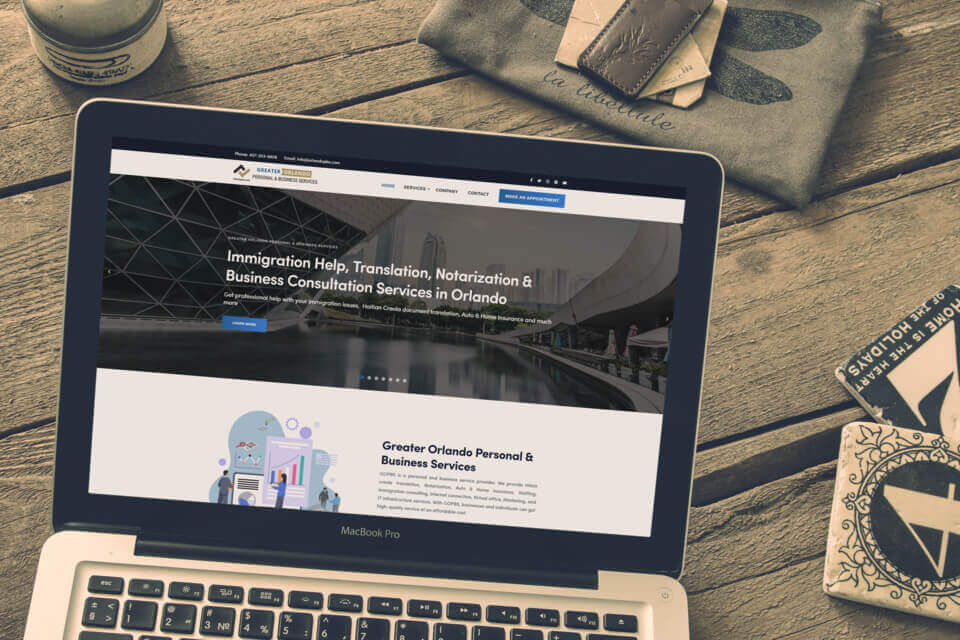 la libellule
Phone: 407-203-8808 Email: info@orlandopbs.com
GREATER ORLANDO
PERSONAL & BUSINESS SERVICES
HOME SERVICES COMPANY CONTACT MAKE AN APPOINTMENT
GREATER ORLANDO PERSONAL & BUSINESS SERVICES
Immigration Help, Translation, Notarization &
Business Consultation Services in Orlando
Get professional help with your immigration issues, Haitian Creole document translation, Auto & Home Insurance and much
more
LEARN MORE
Greater Orlando Personal &
Business Services
GOPBS is a personal and business service provider. We provide
creole translation, Notarization, Auto & Home Insurance, Staffing,
immigration consulting, internet connection, Virtual office, Marketing, and
IT infrastructure services. With GOPBS, businesses and individuals can get
high-quality service at an affordable cost.
HOME IS THE HEART
OF THE HOLIDAYS
MacBook Pro
esc